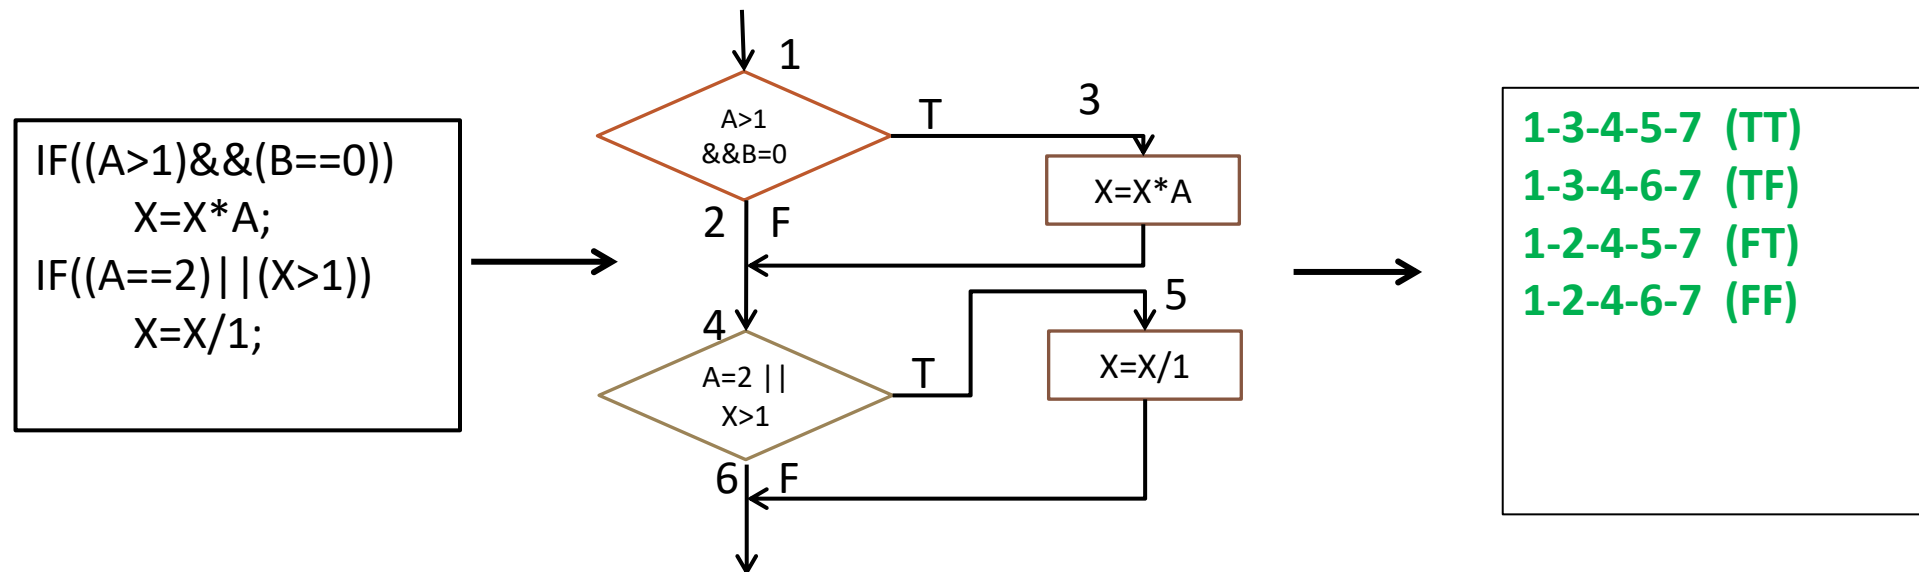 IF((A>1)&&(B==0))
X=X*A;
IF((A==2)||(X>1))
X=X/1;
1
A>1
&&B=0
T
3
X=X*A
2
F
4
A=2 ||
X>1
T
5
X=X/1
6
F
1-3-4-5-7 (TT)
1-3-4-6-7 (TF)
1-2-4-5-7 (FT)
1-2-4-6-7 (FF)